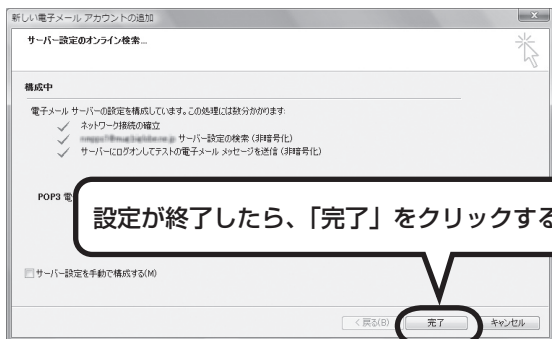 新しい電子メール アカウントの追加
サーバー設定のオンライン検索...
構成中
電子メール サーバーの設定を構成しています。この処理には数分かかります:
ネットワーク接続の確立
サーバー設定の検索 (非暗号化)
サーバーにログオンしてテストの電子メール メッセージを送信 (非暗号化)
POP3 電
設定が終了したら、「完了」をクリックする
サーバー設定を手動で構成する(M)
< 戻る(B)
完了
キャンセル